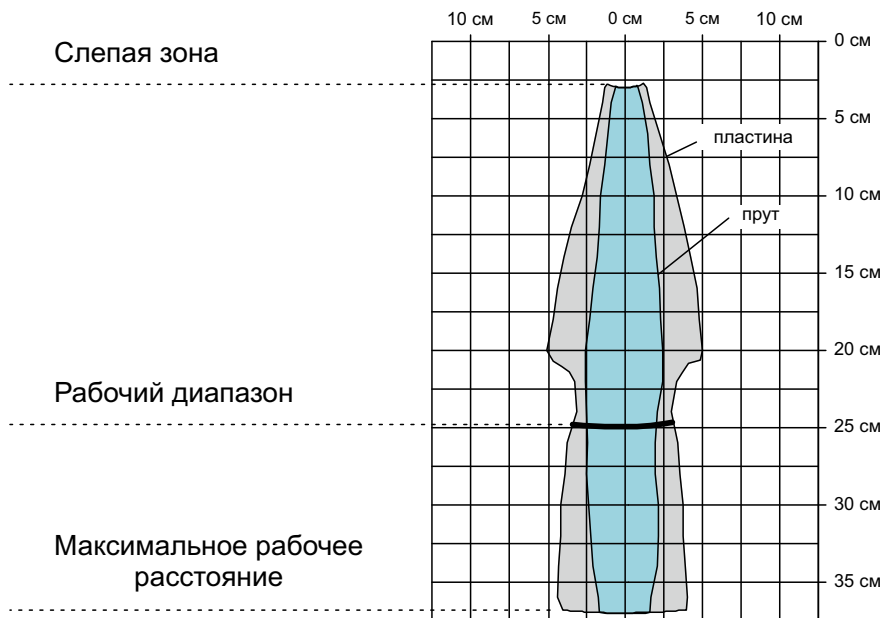 10 см 5 см 0 см 5 см 10 см
0 см
Слепая зона
5 см
пластина
10 см
прут
15 см
20 см
Рабочий диапазон
25 см
30 см
Максимальное рабочее
расстояние
35 см